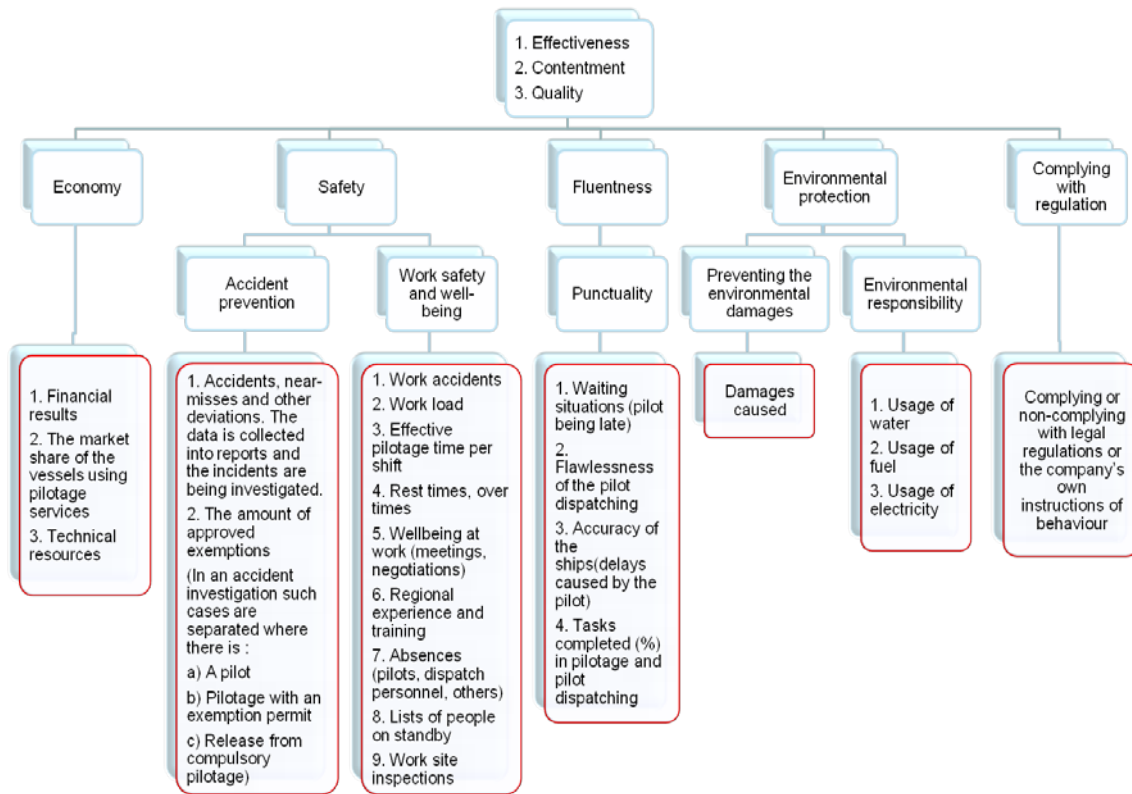 1. Effectiveness
2. Contentment
3. Quality
Economy
Safety
Fluentness
Environmental
protection
Complying
with
regulation
Accident
prevention
Work safety
and well-
being
Punctuality
Preventing the
environmental
damages
Environmental
responsibility
1. Financial
results
2. The market
share of the
vessels using
pilotage
services
3. Technical
resources
1. Accidents, near-
misses and other
deviations. The
data is collected
into reports and
the incidents are
being investigated.
2. The amount of
approved
exemptions
(In an accident
investigation such
cases are
separated where
there is :
a) A pilot
b) Pilotage with an
exemption permit
c) Release from
compulsory
pilotage)
1. Work accidents
2. Work load
3. Effective
pilotage time per
shift
4. Rest times, over
times
5. Wellbeing at
work (meetings,
negotiations)
6. Regional
experience and
training
7. Absences
(pilots, dispatch
personnel, others)
8. Lists of people
on standby
9. Work site
inspections
1. Waiting
situations (pilot
being late)
2.
Flawlessness
of the pilot
dispatching
3. Accuracy of
the
ships(delays
caused by the
pilot)
4. Tasks
completed (%)
in pilotage and
pilot
dispatching
Damages
caused
1. Usage of
water
2. Usage of
fuel
3. Usage of
electricity
Complying or
non-complying
with legal
regulations or
the company's
own
instructions of
behaviour